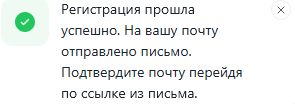 Регистрация прошла
успешно. На вашу почту
отправлено письмо.
Подтвердите почту перейдя
по ссылке из письма.